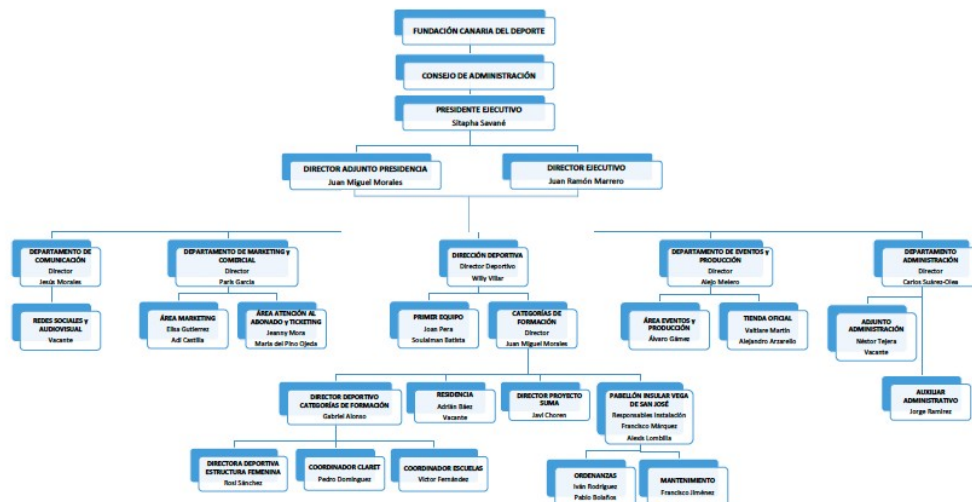 FUNDACIÓN CANARIA DEL DEPORTE
CONSEJO DE ADMINISTRACIÓN
PRESIDENTE EJECUTIVO
Sitapha Savané
DIRECTOR ADJUNTO PRESIDENCIA
Juan Miguel Morales
DIRECTOR EJECUTIVO
Juan Ramón Marrero
DEPARTAMENTO DE
COMUNICACIÓN
Director
Jesús Morales
DEPARTAMENTO DE MARKETING y
COMERCIAL
Director
París García
DIRECCIÓN DEPORTIVA
Director Deportivo
Willy Villar
DEPARTAMENTO DE EVENTOS y
PRODUCCIÓN
Director
Alejo Melero
DEPARTAMENTO
ADMINISTRACIÓN
Director
Carlos Suárez-Olea
REDES SOCIALES y
AUDIOVISUAL
Vacante
ÁREA MARKETING
Elisa Gutierrez
Adi Castilla
ÁREA ATENCIÓN AL
ABONADO y TICKETING
Jeanny Mora
María del Pino Ojeda
PRIMER EQUIPO
Joan Pera
Soulaiman Batista
CATEGORÍAS DE
FORMACIÓN
Director
Juan Miguel Morales
ÁREA EVENTOS y
PRODUCCIÓN
Álvaro Gámez
TIENDA OFICIAL
Vaitiare Martín
Alejandro Arzarello
ADJUNTO
ADMINISTRACIÓN
Néstor Tejera
Vacante
AUXILIAR
ADMINISTRATIVO
Jorge Ramírez
DIRECTOR DEPORTIVO
CATEGORÍAS DE FORMACIÓN
Gabriel Alonso
RESIDENCIA
Adrián Báez
Vacante
DIRECTOR PROYECTO
SUMA
Javi Choren
PABELLÓN INSULAR VEGA
DE SAN JOSÉ
Responsables Instalación
Francisco Márquez
Alexis Lombilla
DIRECTORA DEPORTIVA
ESTRUCTURA FEMENINA
Rosi Sánchez
COORDINADOR CLARET
Pedro Domínguez
COORDINADOR ESCUELAS
Víctor Fernández
ORDENANZAS
Iván Rodríguez
Pablo Bolaños
MANTENIMIENTO
Francisco Jiménez